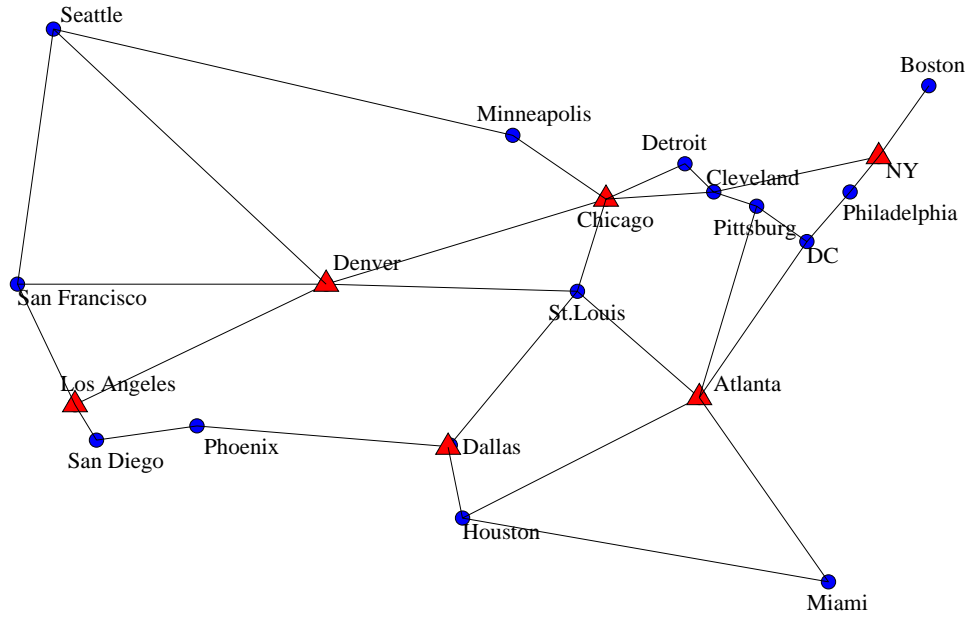 Seattle
Boston
Minneapolis
Detroit
Cleveland
NY
Chicago
Pittsburg
Philadelphia
DC
Denver
San Francisco
St.Louis
Los Angeles
Atlanta
San Diego
Phoenix
Dallas
Houston
Miami